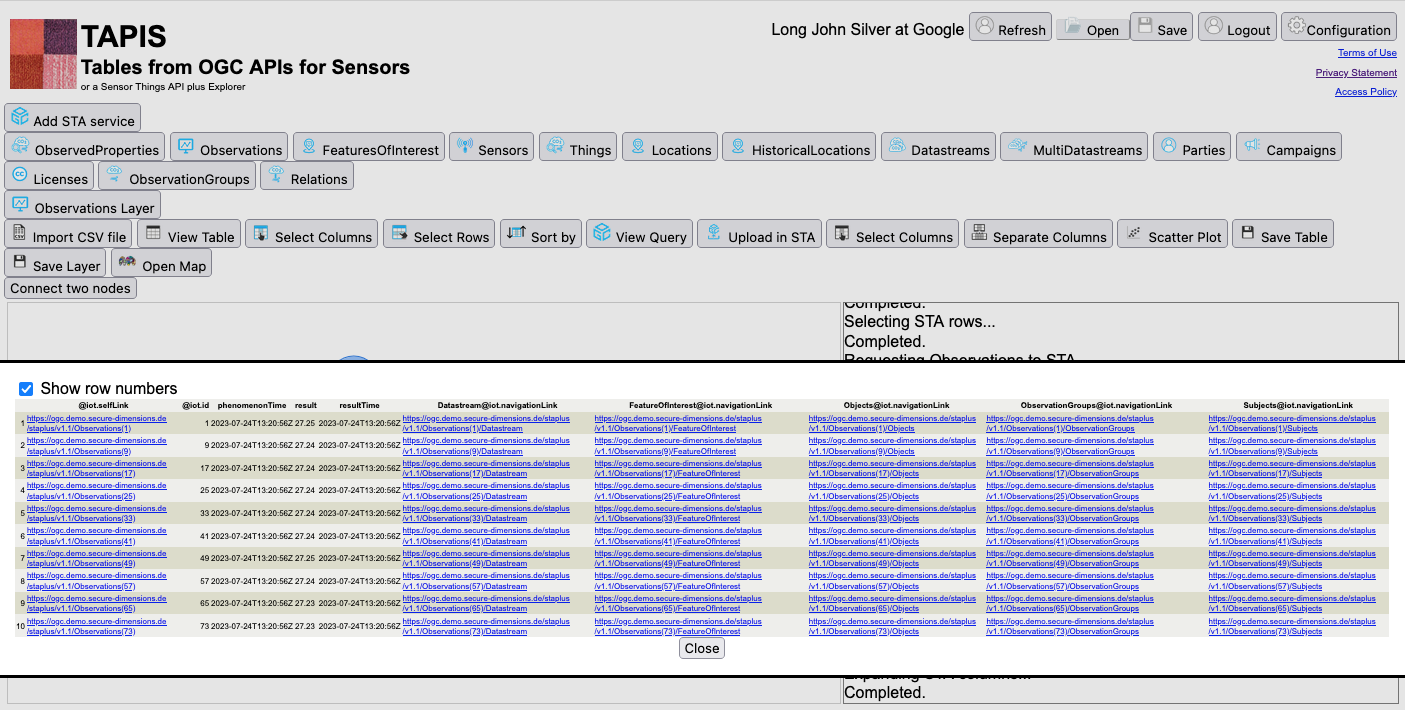 TAPIS
Tables from OGC APIs for Sensors
or a Sensor Things API plus Explorer
Long John Silver at Google Refresh Open Save Logout Configuration
Terms of Use
Privacy Statement
Access Policy
Add STA service
ObservedProperties Observations FeaturesOfInterest Sensors Things Locations HistoricalLocations Datastreams MultiDatastreams Parties Campaigns
Licenses ObservationGroups Relations
Observations Layer
Import CSV file View Table Select Columns Select Rows Sort by View Query Upload in STA Select Columns Separate Columns Scatter Plot Save Table
Save Layer Open Map
Connect two nodes
Completed.
Selecting STA rows...
Completed.
Requesting Observations to STA
Show row numbers
@iot.selfLink @iot.id phenomenonTime result resultTime Datastream@iot.navigationLink FeatureOfInterest@iot.navigationLink Objects@iot.navigationLink ObservationGroups@iot.navigationLink Subjects@iot.navigationLink
1 https://ogc.demo.secure-dimensions.de/staplus/v1.1/Observations(1) 1 2023-07-24T13:20:56Z 27.25 2023-07-24T13:20:56Z https://ogc.demo.secure-dimensions.de/staplus/v1.1/Observations(1)/Datastream https://ogc.demo.secure-dimensions.de/staplus/v1.1/Observations(1)/FeatureOfInterest https://ogc.demo.secure-dimensions.de/staplus/v1.1/Observations(1)/Objects https://ogc.demo.secure-dimensions.de/staplus/v1.1/Observations(1)/ObservationGroups https://ogc.demo.secure-dimensions.de/staplus/v1.1/Observations(1)/Subjects
2 https://ogc.demo.secure-dimensions.de/staplus/v1.1/Observations(9) 9 2023-07-24T13:20:56Z 27.24 2023-07-24T13:20:56Z https://ogc.demo.secure-dimensions.de/staplus/v1.1/Observations(9)/Datastream https://ogc.demo.secure-dimensions.de/staplus/v1.1/Observations(9)/FeatureOfInterest https://ogc.demo.secure-dimensions.de/staplus/v1.1/Observations(9)/Objects https://ogc.demo.secure-dimensions.de/staplus/v1.1/Observations(9)/ObservationGroups https://ogc.demo.secure-dimensions.de/staplus/v1.1/Observations(9)/Subjects
3 https://ogc.demo.secure-dimensions.de/staplus/v1.1/Observations(17) 17 2023-07-24T13:20:56Z 27.24 2023-07-24T13:20:56Z https://ogc.demo.secure-dimensions.de/staplus/v1.1/Observations(17)/Datastream https://ogc.demo.secure-dimensions.de/staplus/v1.1/Observations(17)/FeatureOfInterest https://ogc.demo.secure-dimensions.de/staplus/v1.1/Observations(17)/Objects https://ogc.demo.secure-dimensions.de/staplus/v1.1/Observations(17)/ObservationGroups https://ogc.demo.secure-dimensions.de/staplus/v1.1/Observations(17)/Subjects
4 https://ogc.demo.secure-dimensions.de/staplus/v1.1/Observations(25) 25 2023-07-24T13:20:56Z 27.24 2023-07-24T13:20:56Z https://ogc.demo.secure-dimensions.de/staplus/v1.1/Observations(25)/Datastream https://ogc.demo.secure-dimensions.de/staplus/v1.1/Observations(25)/FeatureOfInterest https://ogc.demo.secure-dimensions.de/staplus/v1.1/Observations(25)/Objects https://ogc.demo.secure-dimensions.de/staplus/v1.1/Observations(25)/ObservationGroups https://ogc.demo.secure-dimensions.de/staplus/v1.1/Observations(25)/Subjects
5 https://ogc.demo.secure-dimensions.de/staplus/v1.1/Observations(33) 33 2023-07-24T13:20:56Z 27.24 2023-07-24T13:20:56Z https://ogc.demo.secure-dimensions.de/staplus/v1.1/Observations(33)/Datastream https://ogc.demo.secure-dimensions.de/staplus/v1.1/Observations(33)/FeatureOfInterest https://ogc.demo.secure-dimensions.de/staplus/v1.1/Observations(33)/Objects https://ogc.demo.secure-dimensions.de/staplus/v1.1/Observations(33)/ObservationGroups https://ogc.demo.secure-dimensions.de/staplus/v1.1/Observations(33)/Subjects
6 https://ogc.demo.secure-dimensions.de/staplus/v1.1/Observations(41) 41 2023-07-24T13:20:56Z 27.24 2023-07-24T13:20:56Z https://ogc.demo.secure-dimensions.de/staplus/v1.1/Observations(41)/Datastream https://ogc.demo.secure-dimensions.de/staplus/v1.1/Observations(41)/FeatureOfInterest https://ogc.demo.secure-dimensions.de/staplus/v1.1/Observations(41)/Objects https://ogc.demo.secure-dimensions.de/staplus/v1.1/Observations(41)/ObservationGroups https://ogc.demo.secure-dimensions.de/staplus/v1.1/Observations(41)/Subjects
7 https://ogc.demo.secure-dimensions.de/staplus/v1.1/Observations(49) 49 2023-07-24T13:20:56Z 27.25 2023-07-24T13:20:56Z https://ogc.demo.secure-dimensions.de/staplus/v1.1/Observations(49)/Datastream https://ogc.demo.secure-dimensions.de/staplus/v1.1/Observations(49)/FeatureOfInterest https://ogc.demo.secure-dimensions.de/staplus/v1.1/Observations(49)/Objects https://ogc.demo.secure-dimensions.de/staplus/v1.1/Observations(49)/ObservationGroups https://ogc.demo.secure-dimensions.de/staplus/v1.1/Observations(49)/Subjects
8 https://ogc.demo.secure-dimensions.de/staplus/v1.1/Observations(57) 57 2023-07-24T13:20:56Z 27.24 2023-07-24T13:20:56Z https://ogc.demo.secure-dimensions.de/staplus/v1.1/Observations(57)/Datastream https://ogc.demo.secure-dimensions.de/staplus/v1.1/Observations(57)/FeatureOfInterest https://ogc.demo.secure-dimensions.de/staplus/v1.1/Observations(57)/Objects https://ogc.demo.secure-dimensions.de/staplus/v1.1/Observations(57)/ObservationGroups https://ogc.demo.secure-dimensions.de/staplus/v1.1/Observations(57)/Subjects
9 https://ogc.demo.secure-dimensions.de/staplus/v1.1/Observations(65) 65 2023-07-24T13:20:56Z 27.23 2023-07-24T13:20:56Z https://ogc.demo.secure-dimensions.de/staplus/v1.1/Observations(65)/Datastream https://ogc.demo.secure-dimensions.de/staplus/v1.1/Observations(65)/FeatureOfInterest https://ogc.demo.secure-dimensions.de/staplus/v1.1/Observations(65)/Objects https://ogc.demo.secure-dimensions.de/staplus/v1.1/Observations(65)/ObservationGroups https://ogc.demo.secure-dimensions.de/staplus/v1.1/Observations(65)/Subjects
10 https://ogc.demo.secure-dimensions.de/staplus/v1.1/Observations(73) 73 2023-07-24T13:20:56Z 27.23 2023-07-24T13:20:56Z https://ogc.demo.secure-dimensions.de/staplus/v1.1/Observations(73)/Datastream https://ogc.demo.secure-dimensions.de/staplus/v1.1/Observations(73)/FeatureOfInterest https://ogc.demo.secure-dimensions.de/staplus/v1.1/Observations(73)/Objects https://ogc.demo.secure-dimensions.de/staplus/v1.1/Observations(73)/ObservationGroups https://ogc.demo.secure-dimensions.de/staplus/v1.1/Observations(73)/Subjects
Close
Completed.